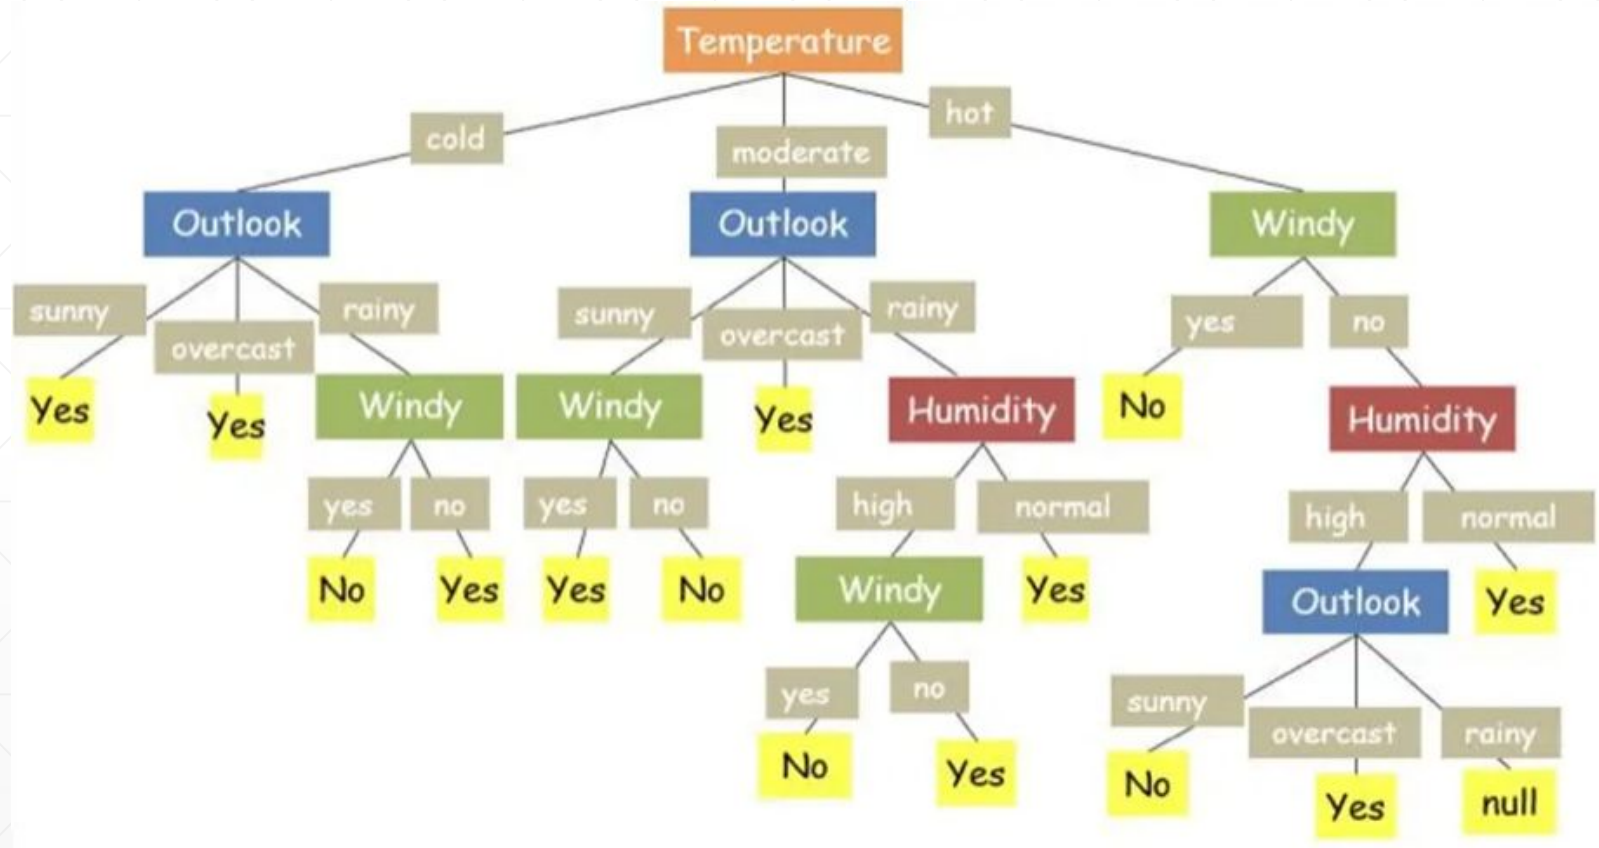 Temperature
cold
moderate
hot
Outlook
Outlook
Windy
sunny
overcast
rainy
sunny
overcast
rainy
yes
no
Yes
Yes
Windy
Windy
Yes
Humidity
No
Humidity
yes
no
yes
no
high
normal
high
normal
No
Yes
Yes
No
Windy
Yes
Outlook
Yes
yes
no
sunny
overcast
rainy
No
Yes
No
Yes
null